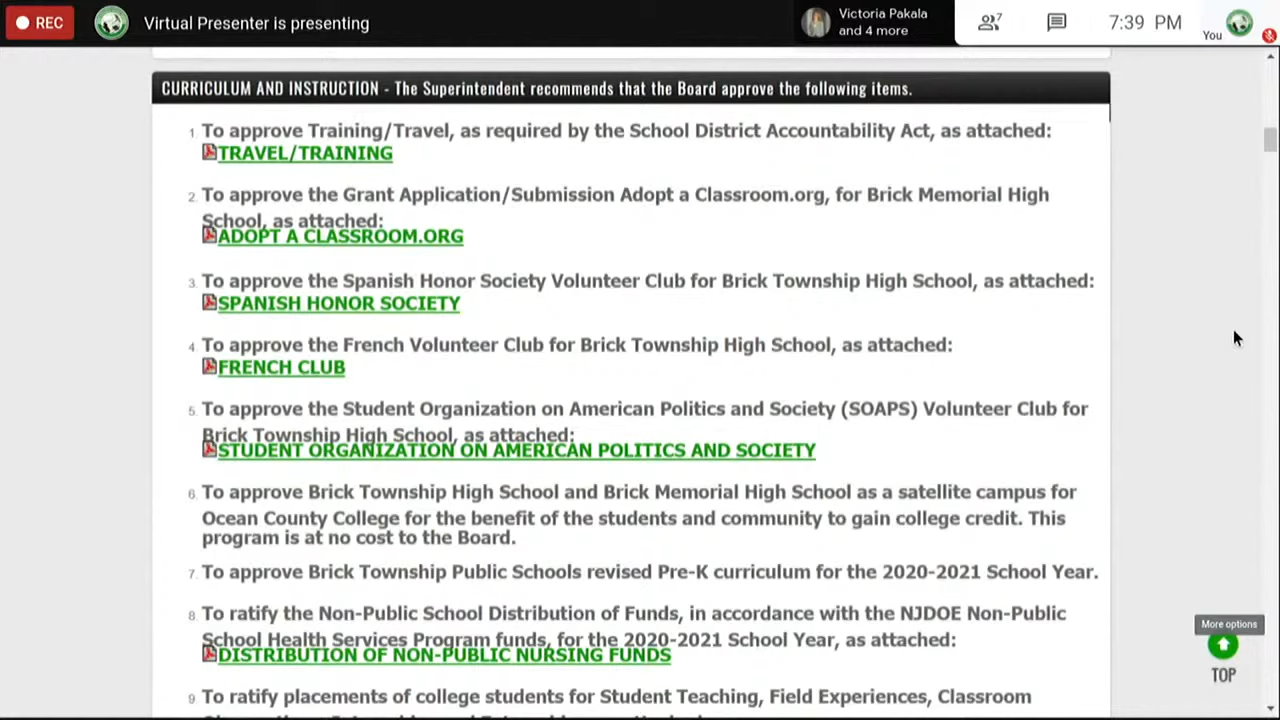 REC
Virtual Presenter is presenting
Victoria Pakala
and 4 more
7
7:39 PM
You
CURRICULUM AND INSTRUCTION - The Superintendent recommends that the Board approve the following items.
1. To approve Training/Travel, as required by the School District Accountability Act, as attached:
TRAVEL/TRAINING
2. To approve the Grant Application/Submission Adopt a Classroom.org, for Brick Memorial High
School, as attached:
ADOPT A CLASSROOM.ORG
3. To approve the Spanish Honor Society Volunteer Club for Brick Township High School, as attached:
SPANISH HONOR SOCIETY
4. To approve the French Volunteer Club for Brick Township High School, as attached:
FRENCH CLUB
5. To approve the Student Organization on American Politics and Society (SOAPS) Volunteer Club for
Brick Township High School, as attached:
STUDENT ORGANIZATION ON AMERICAN POLITICS AND SOCIETY
6. To approve Brick Township High School and Brick Memorial High School as a satellite campus for
Ocean County College for the benefit of the students and community to gain college credit. This
program is at no cost to the Board.
7. To approve Brick Township Public Schools revised Pre-K curriculum for the 2020-2021 School Year.
8. To ratify the Non-Public School Distribution of Funds, in accordance with the NJDOE Non-Public
School Health Services Program funds, for the 2020-2021 School Year, as attached:
DISTRIBUTION OF NON-PUBLIC NURSING FUNDS
9 To ratify placements of college students for Student Teaching, Field Experiences, Classroom
More options
TOP